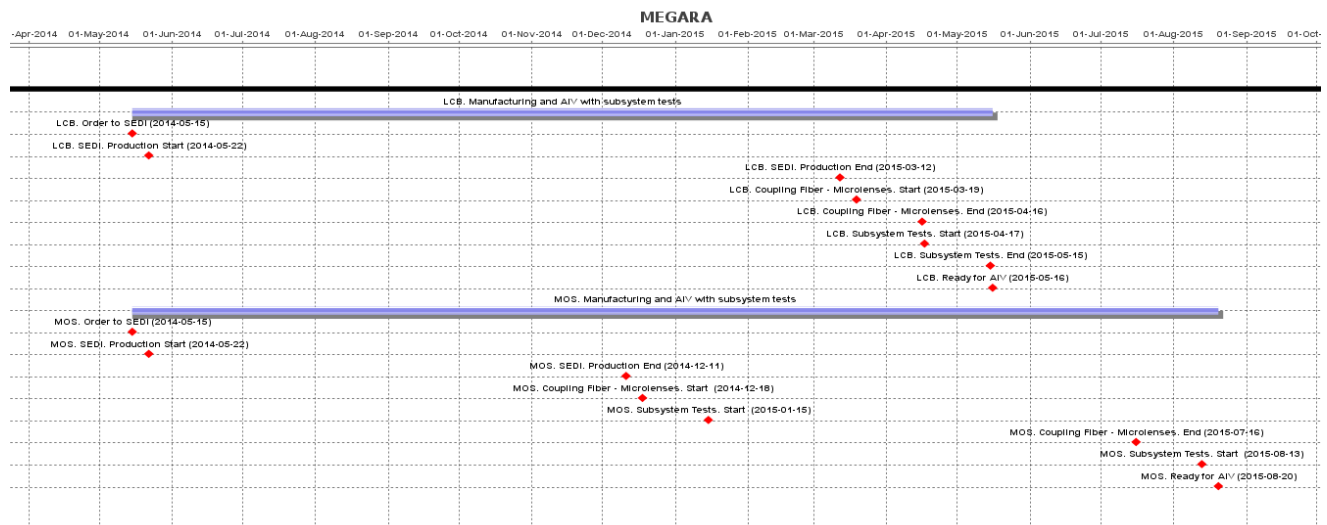 MEGARA
-Apr-2014 01-May-2014 01-Jun-2014 01-Jul-2014 01-Aug-2014 01-Sep-2014 01-Oct-2014 01-Nov-2014 01-Dec-2014 01-Jan-2015 01-Feb-2015 01-Mar-2015 01-Apr-2015 01-May-2015 01-Jun-2015 01-Jul-2015 01-Aug-2015 01-Sep-2015 01-Oct-
LCB. Manufacturing and AIV with subsystem tests
LCB. Order to SEDI (2014-05-15)
LCB. SEDI. Production Start (2014-05-22)
LCB. SEDI. Production End (2015-03-12)
LCB. Coupling Fiber - Microlenses. Start (2015-03-19)
LCB. Coupling Fiber - Microlenses. End (2015-04-16)
LCB. Subsystem Tests. Start (2015-04-17)
LCB. Subsystem Tests. End (2015-05-15)
LCB. Ready for AIV (2015-05-16)
MOS. Manufacturing and AIV with subsystem tests
MOS. Order to SEDI (2014-05-15)
MOS. SEDI. Production Start (2014-05-22)
MOS. SEDI. Production End (2014-12-11)
MOS. Coupling Fiber - Microlenses. Start (2014-12-18)
MOS. Subsystem Tests. Start (2015-01-15)
MOS. Coupling Fiber - Microlenses. End (2015-07-16)
MOS. Subsystem Tests. Start (2015-08-13)
MOS. Ready for AIV (2015-08-20)